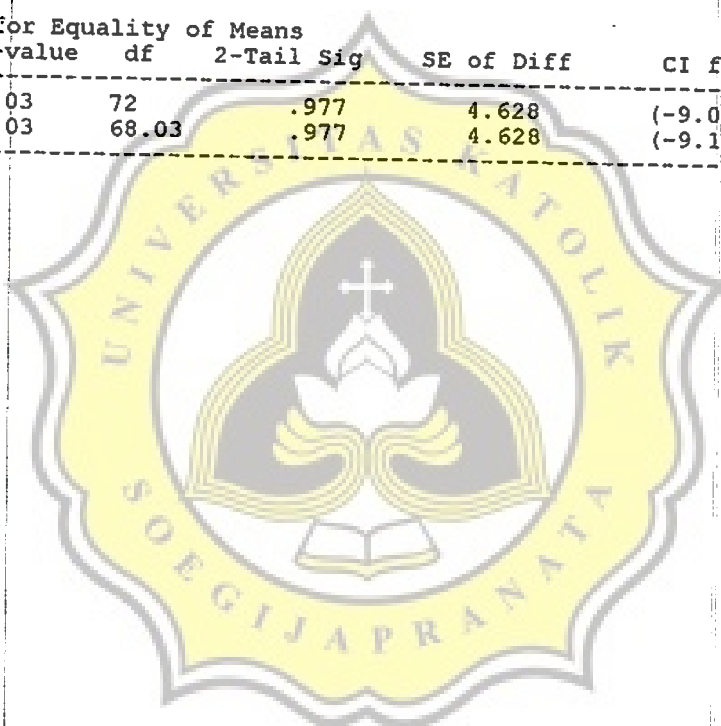 for Equality of Means
-value df 2-Tail Sig SE of Diff CI f
03 72 .977 4.628 (-9.0
03 68.03 .977 4.628 (-9.1
UNIVERSITAS KATOLIK
SOEGIJAPRANATA